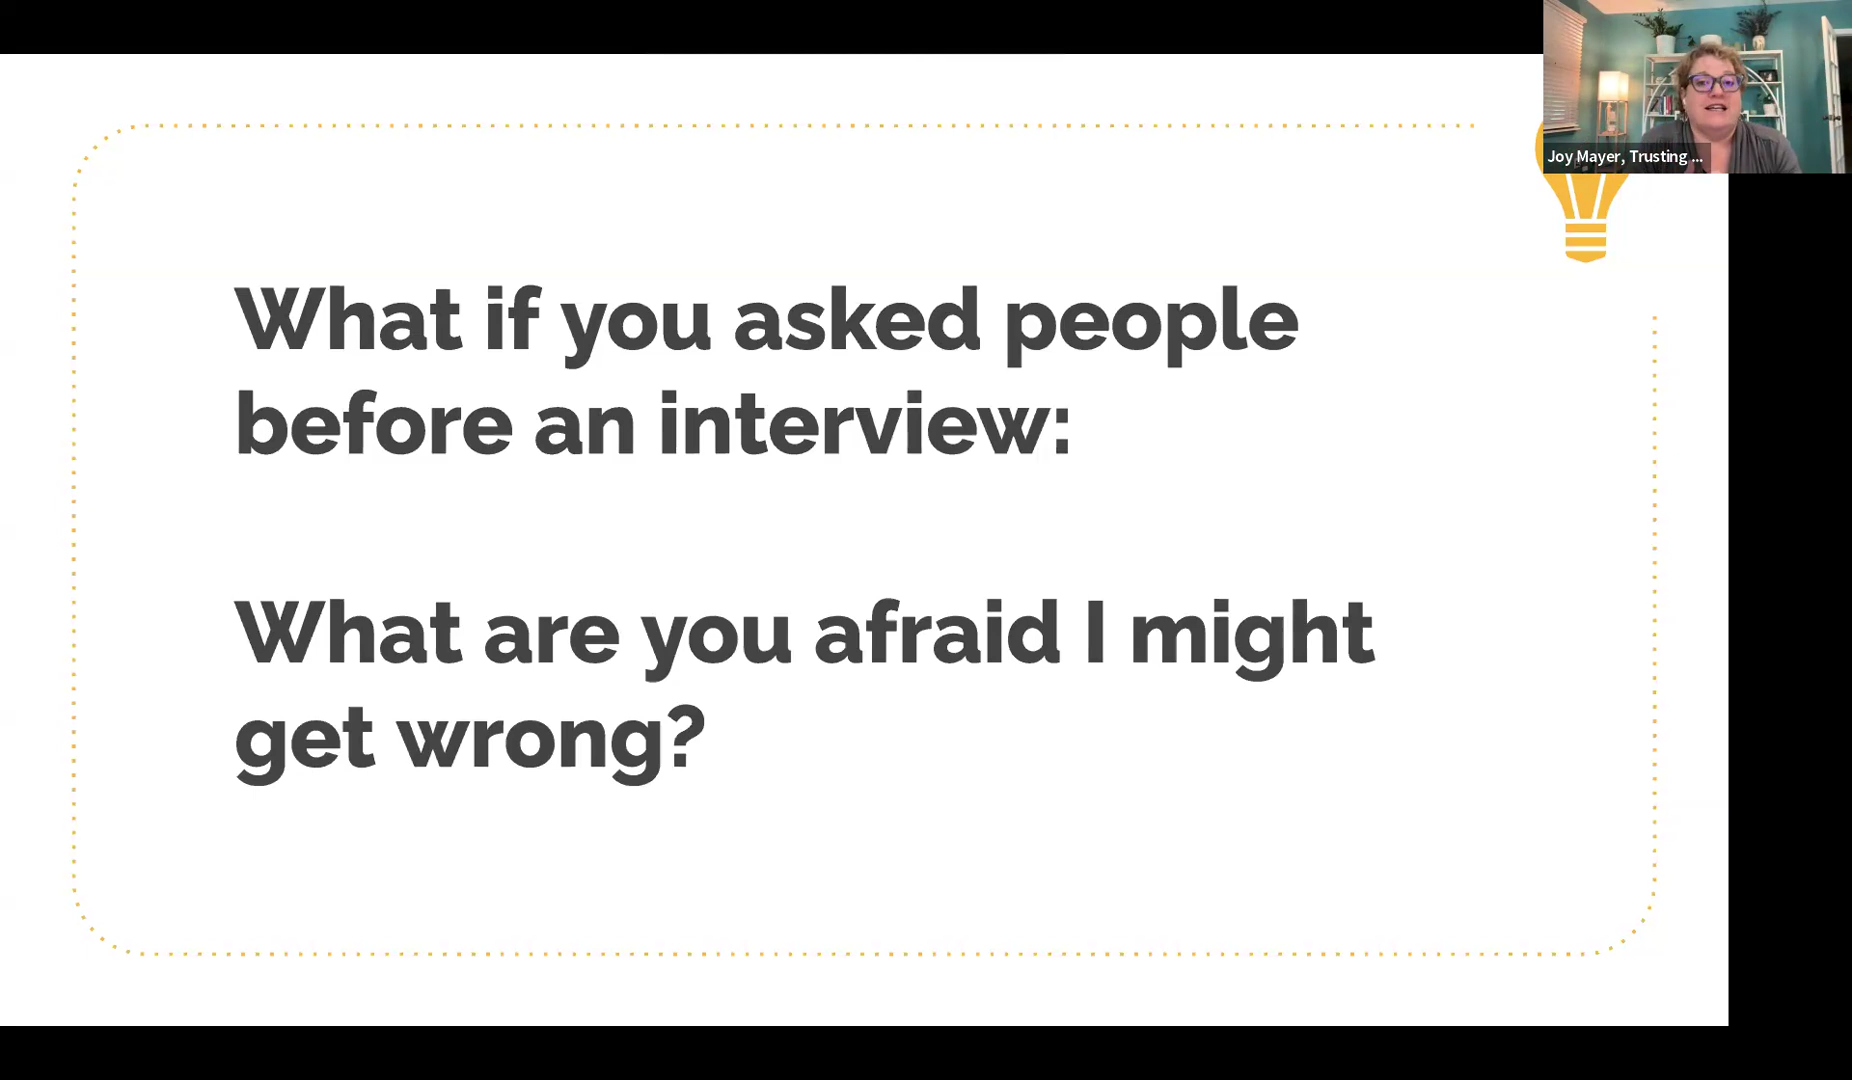 Joy Mayer, Trusting ...
What if you asked people
before an interview:
What are you afraid I might
get wrong?